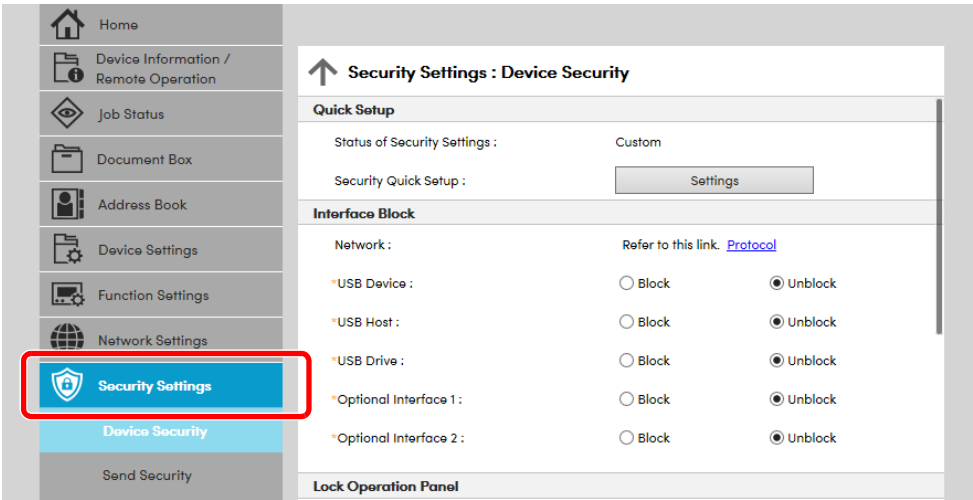 Home
Device Information /
Remote Operation
Job Status
Document Box
Address Book
Device Settings
Function Settings
Network Settings
Security Settings
Device Security
Send Security
Security Settings : Device Security
Quick Setup
Status of Security Settings : Custom
Security Quick Setup : Settings
Interface Block
Network : Refer to this link. Protocol
*USB Device : Block Unblock
*USB Host : Block Unblock
*USB Drive : Block Unblock
*Optional Interface 1 : Block Unblock
*Optional Interface 2 : Block Unblock
Lock Operation Panel